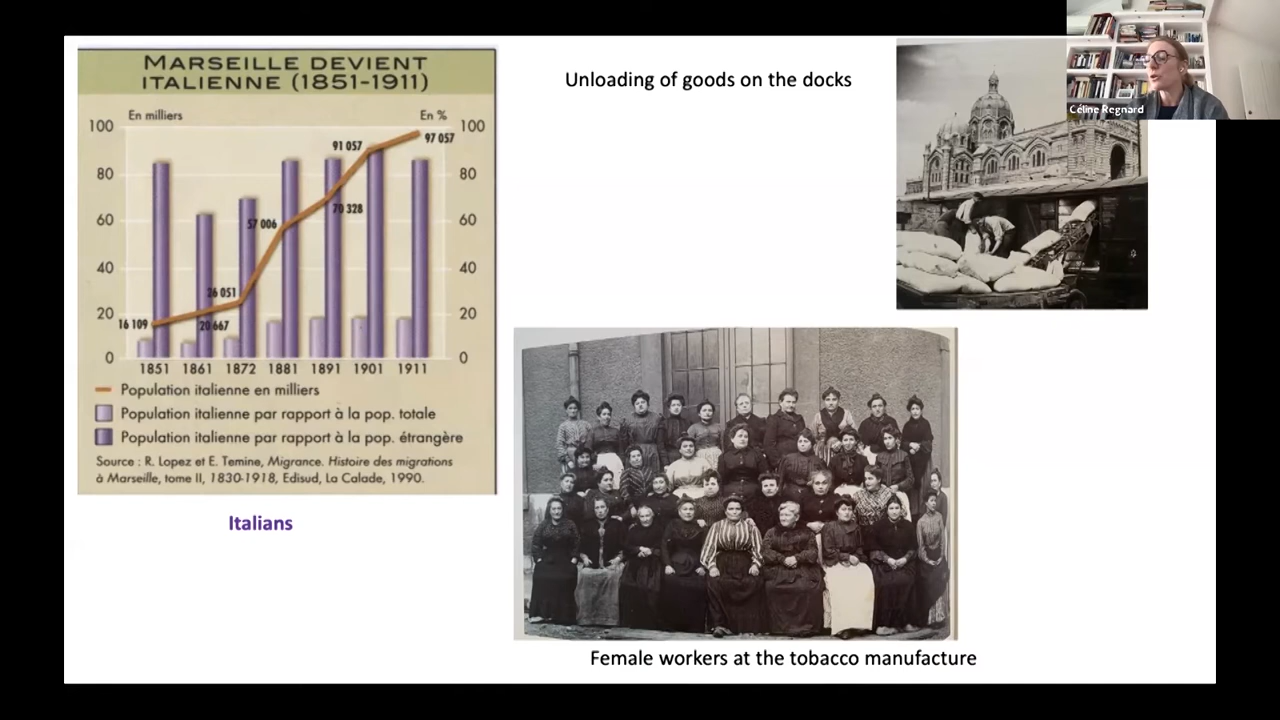 MARSEILLE DEVIENT
ITALIENNE (1851-1911)
En milliers
En %
100
80
60
40
20
0
100
80
60
40
20
0
16 109
20 667
26 051
57 006
70 328
91 057
97 057
1851 1861 1872 1881 1891 1901 1911
Population italienne en milliers
Population italienne par rapport à la pop. totale
Population italienne par rapport à la pop. étrangère
Source : R. Lopez et E. Temine, Migrance. Histoire des migrations
à Marseille, tome II, 1830-1918, Edisud, La Calade, 1990.
Italians
Unloading of goods on the docks
Céline Regnard
Female workers at the tobacco manufacture